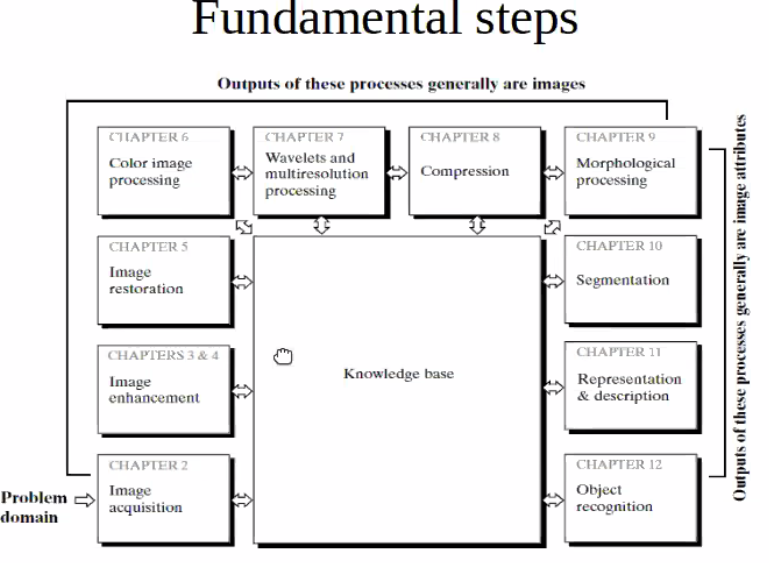 Fundamental steps
Outputs of these processes generally are images
CHAPTER 6
Color image
processing
CHAPTER 7
Wavelets and
multiresolution
processing
CHAPTER 8
Compression
CHAPTER 9
Morphological
processing
CHAPTER 5
Image
restoration
CHAPTER 10
Segmentation
CHAPTERS 3 & 4
Image
enhancement
Knowledge base
CHAPTER 11
Representation
& description
Problem
domain
CHAPTER 2
Image
acquisition
CHAPTER 12
Object
recognition
Outputs of these processes generally are image attributes